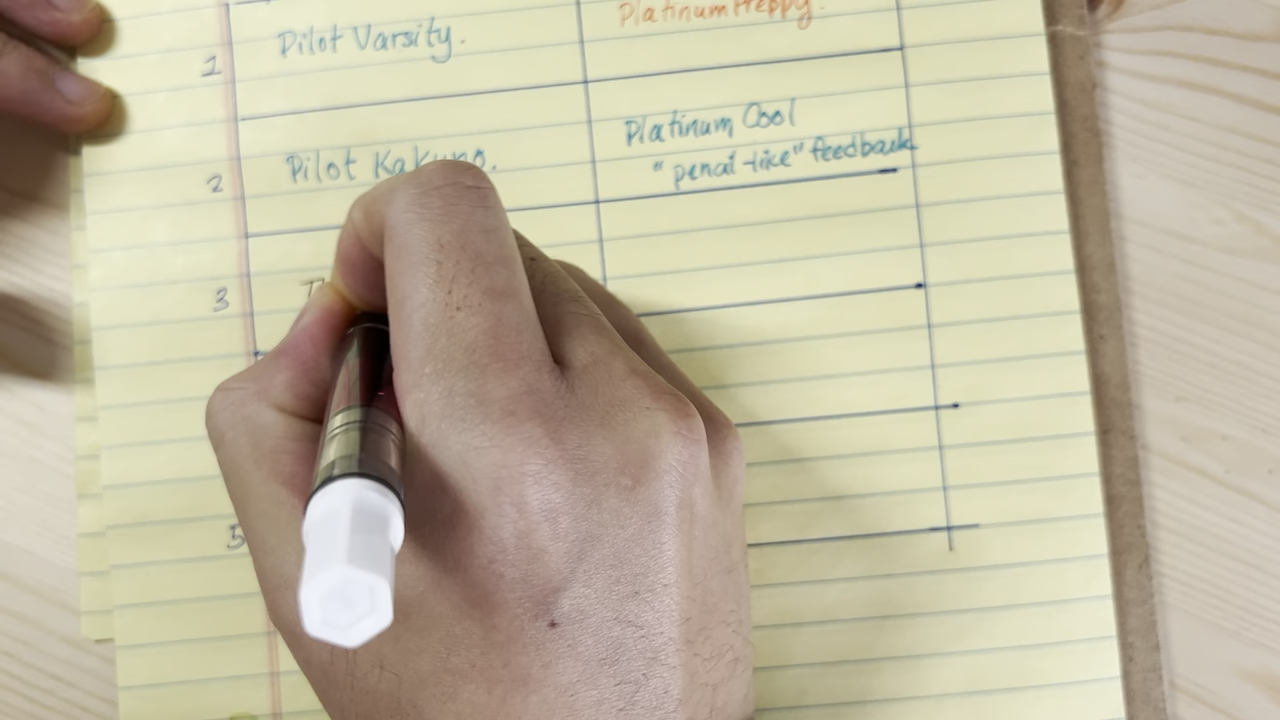 Platinum Preppy.
1 Pilot Varsity.
Platinum Cool
2 Pilot Kakuno.
"pencil-like" feedback
3
5